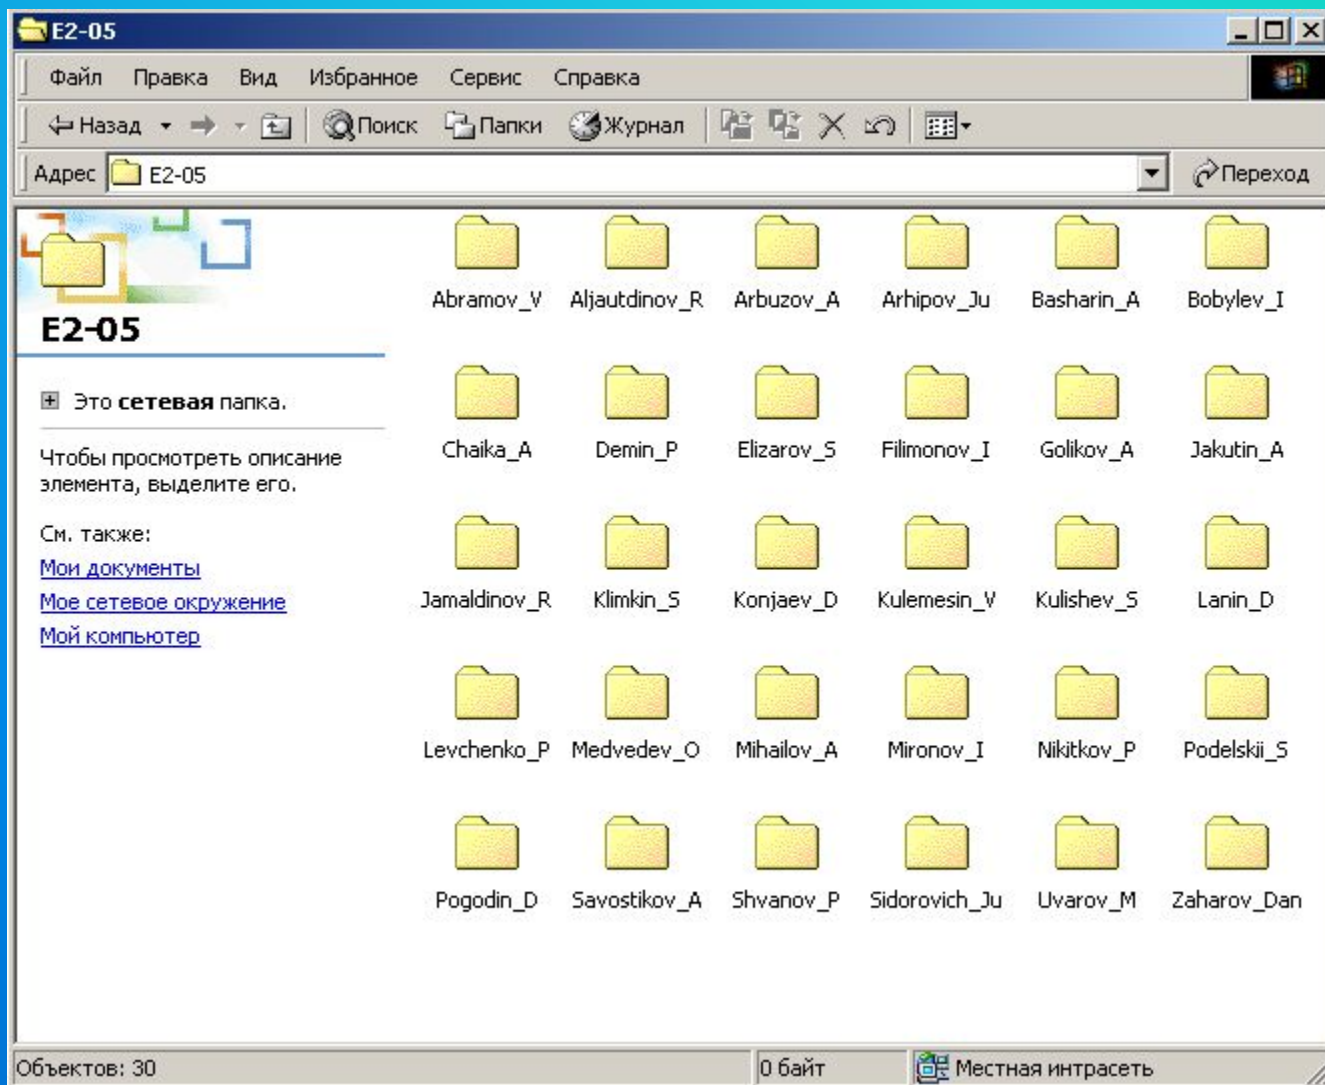 E2-05
Файл Правка Вид Избранное Сервис Справка
Назад Поиск Папки Журнал
Адрес E2-05 Переход
E2-05
Это сетевая папка.
Чтобы просмотреть описание
элемента, выделите его.
См. также:
Мои документы
Мое сетевое окружение
Мой компьютер
Abramov_V Aljautdinov_R Arbuzov_A Arhipov_Ju Basharin_A Bobylev_I
Chaika_A Demin_P Elizarov_S Filimonov_I Golikov_A Jakutin_A
Jamaldinov_R Klimkin_S Konjaev_D Kulemesin_V Kulishev_S Lanin_D
Levchenko_P Medvedev_O Mihailov_A Mironov_I Nikitkov_P Podelskii_S
Pogodin_D Savostikov_A Shvanov_P Sidorovich_Ju Uvarov_M Zaharov_Dan
Объектов: 30 0 байт Местная интрасеть